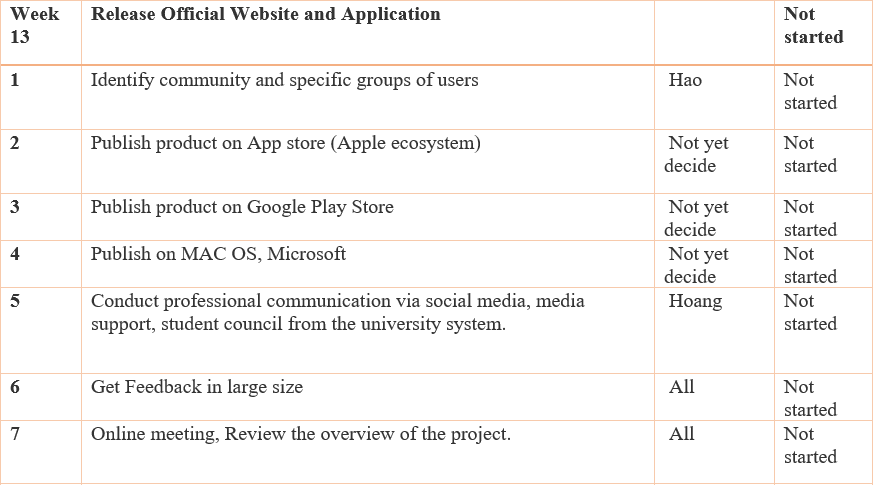 Week Release Official Website and Application Not
13 started
1 Identify community and specific groups of users Hao Not
started
2 Publish product on App store (Apple ecosystem) Not yet Not
decide started
3 Publish product on Google Play Store Not yet Not
decide started
4 Publish on MAC OS, Microsoft Not yet Not
decide started
5 Conduct professional communication via social media, media Hoang Not
support, student council from the university system. started
6 Get Feedback in large size All Not
started
7 Online meeting, Review the overview of the project. All Not
started